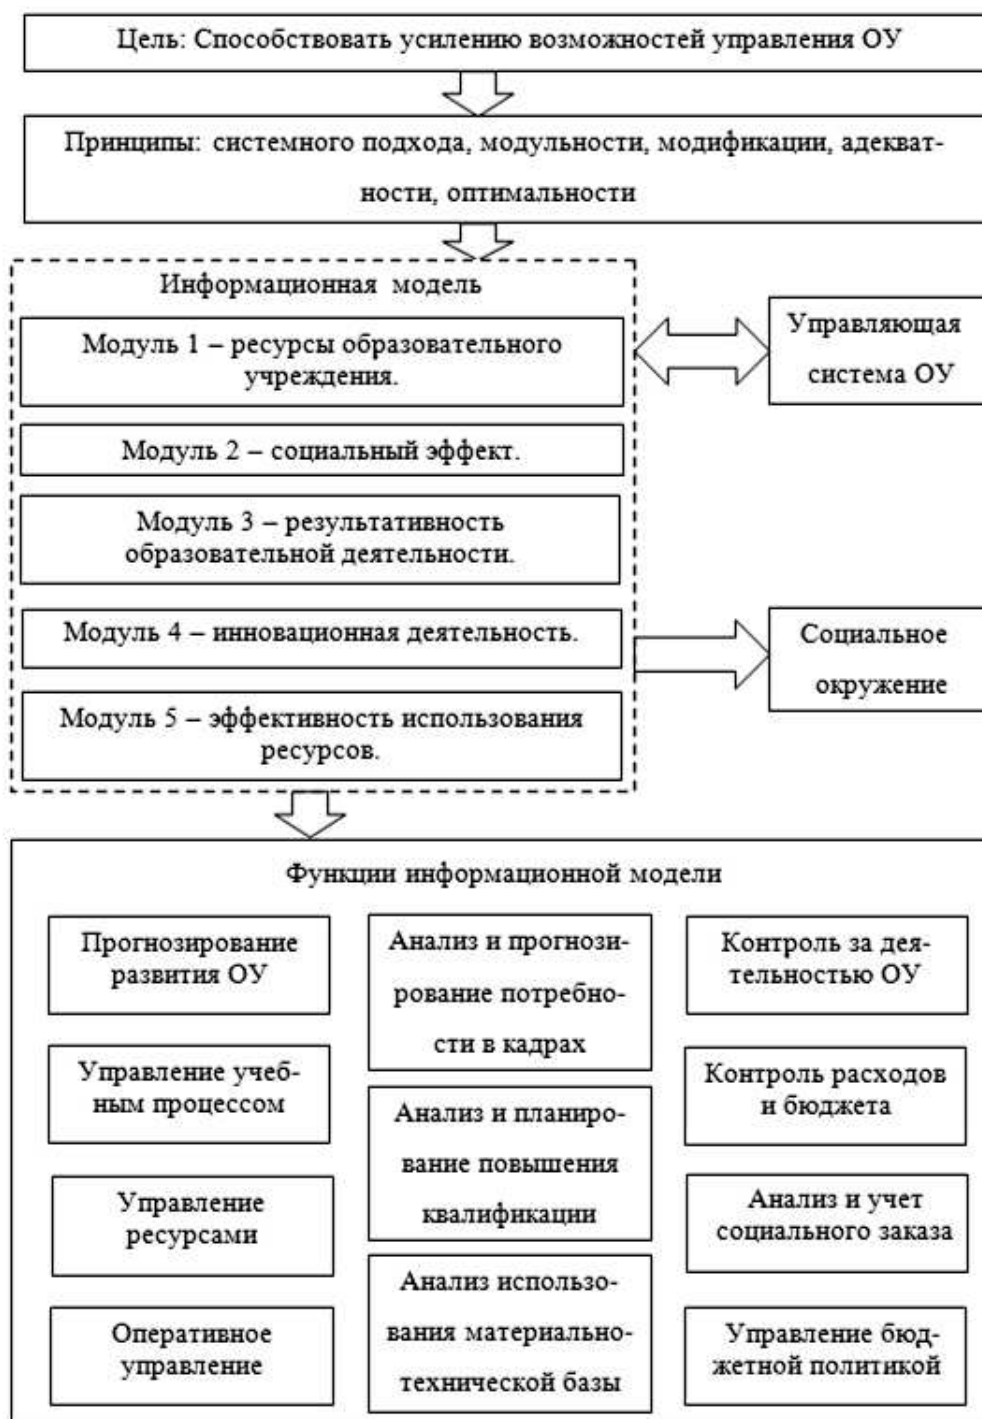 Цель: Способствовать усилению возможностей управления ОУ
Принципы: системного подхода, модульности, модификации, адекват-
ности, оптимальности
Информационная модель
Модуль 1 – ресурсы образовательного
учреждения.
Модуль 2 – социальный эффект.
Модуль 3 – результативность
образовательной деятельности.
Модуль 4 – инновационная деятельность.
Модуль 5 – эффективность использования
ресурсов.
Управляющая
система ОУ
Социальное
окружение
Функции информационной модели
Прогнозирование
развития ОУ
Управление учеб-
ным процессом
Управление
ресурсами
Оперативное
управление
Анализ и прогнози-
рование потребно-
сти в кадрах
Анализ и планиро-
вание повышения
квалификации
Анализ использо-
вания материально-
технической базы
Контроль за дея-
тельностью ОУ
Контроль расходов
и бюджета
Анализ и учет
социального заказа
Управление бюд-
жетной политикой